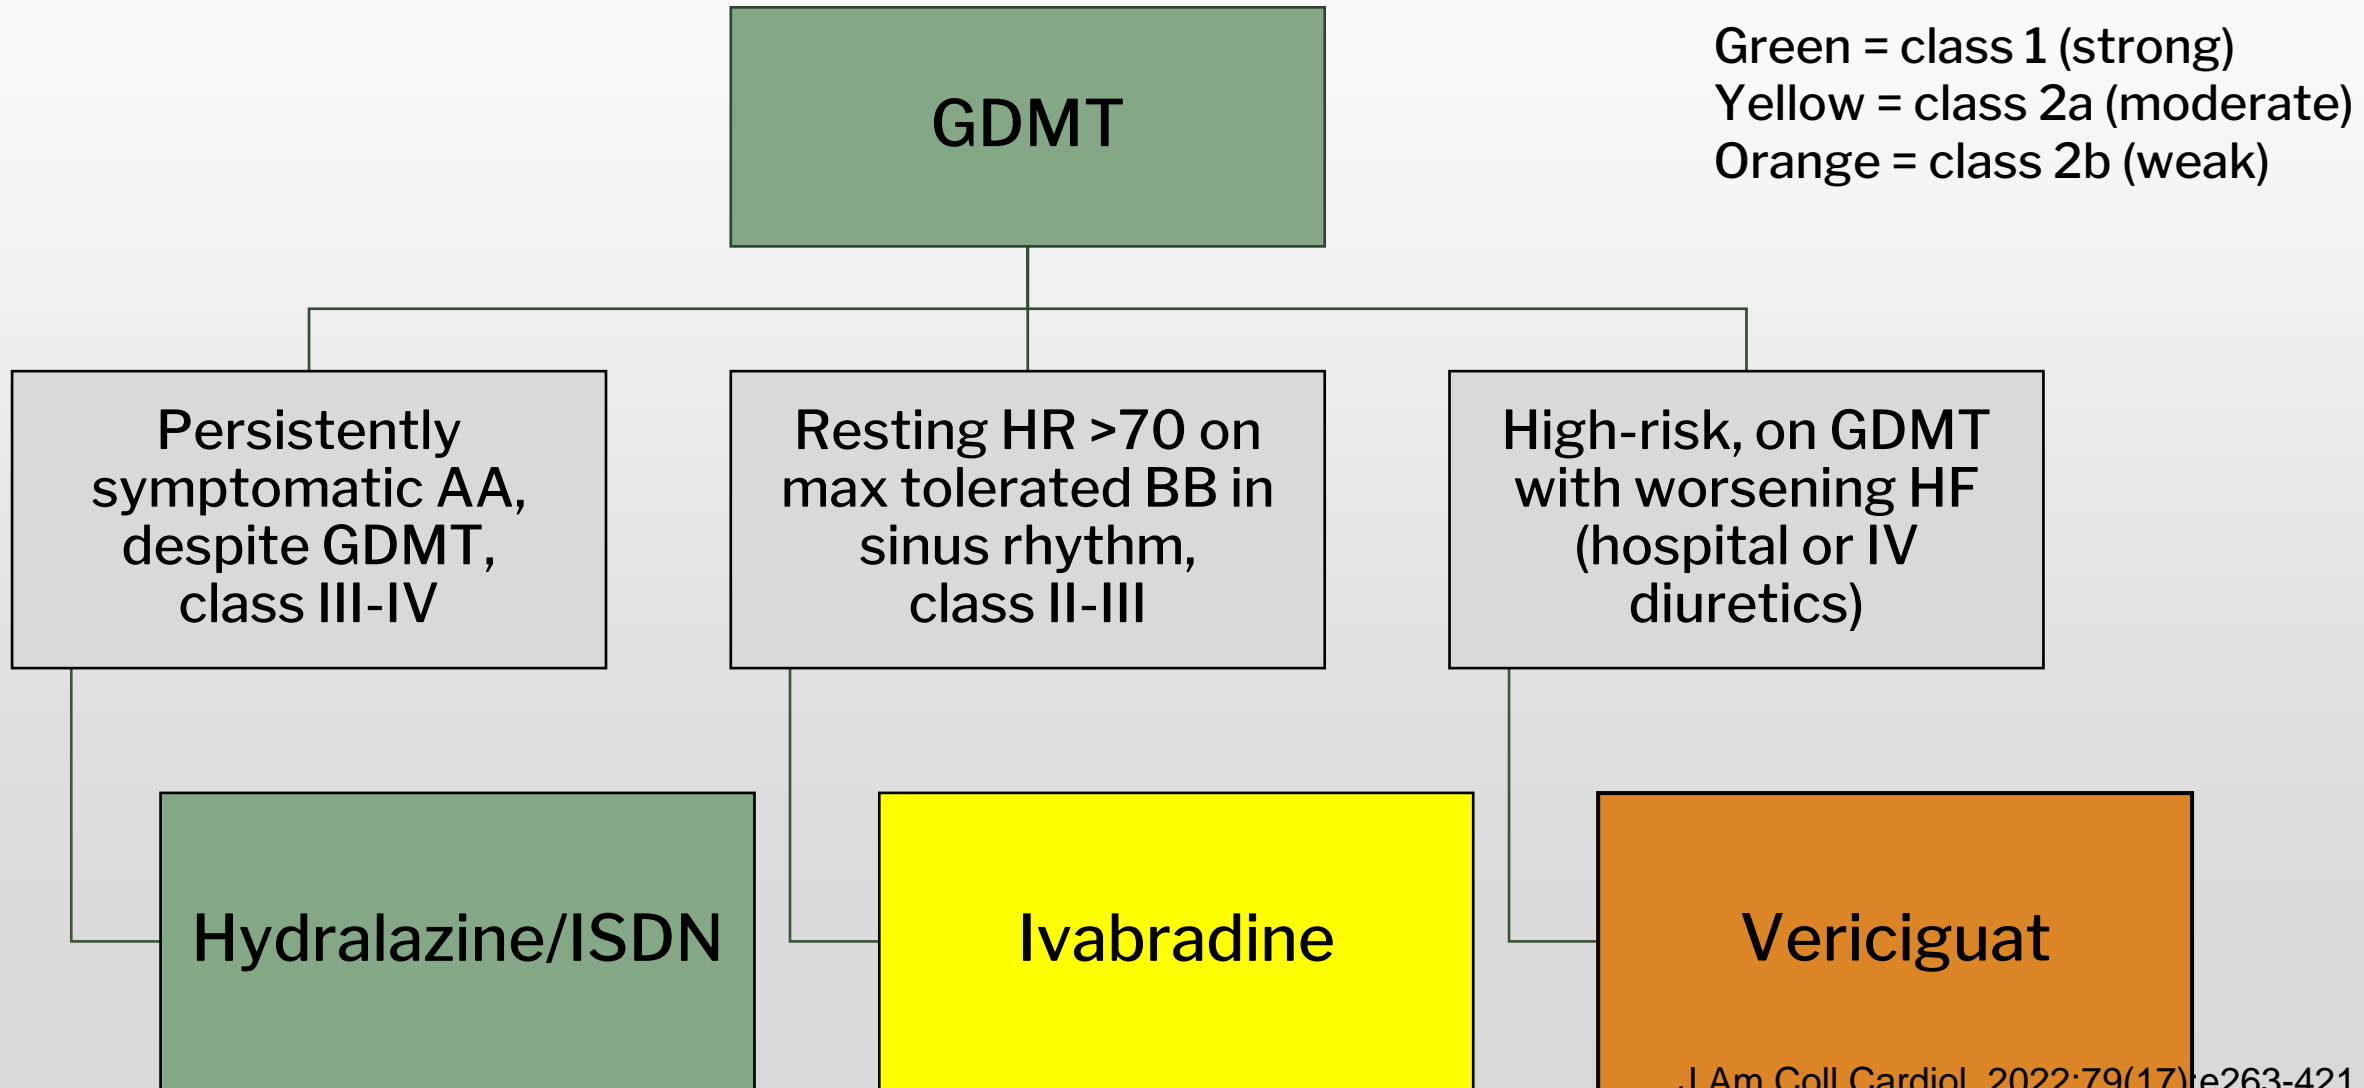 GDMT
Green = class 1 (strong)
Yellow = class 2a (moderate)
Orange = class 2b (weak)
Persistently
symptomatic AA,
despite GDMT,
class III-IV
Resting HR >70 on
max tolerated BB in
sinus rhythm,
class II-III
High-risk, on GDMT
with worsening HF
(hospital or IV
diuretics)
Hydralazine/ISDN
Ivabradine
Vericiguat
J Am Coll Cardiol. 2022;79(17):e263-421